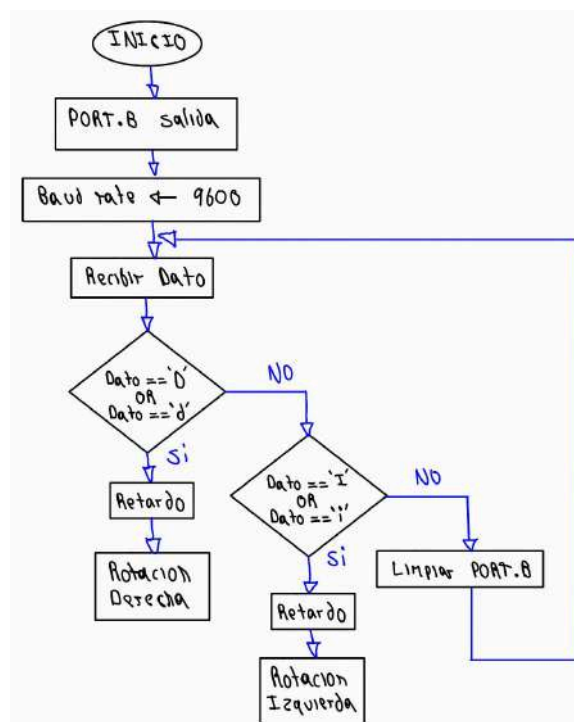 INICIO
PORT.B salida
Baud rate ← 9600
Recibir Dato
Dato == 'D'
OR
Dato == 'd'
NO
Si
Retardo
Rotacion
Derecha
Dato == 'I'
OR
Dato == 'i'
NO
Si
Retardo
Rotacion
Izquierda
Limpiar PORT.B